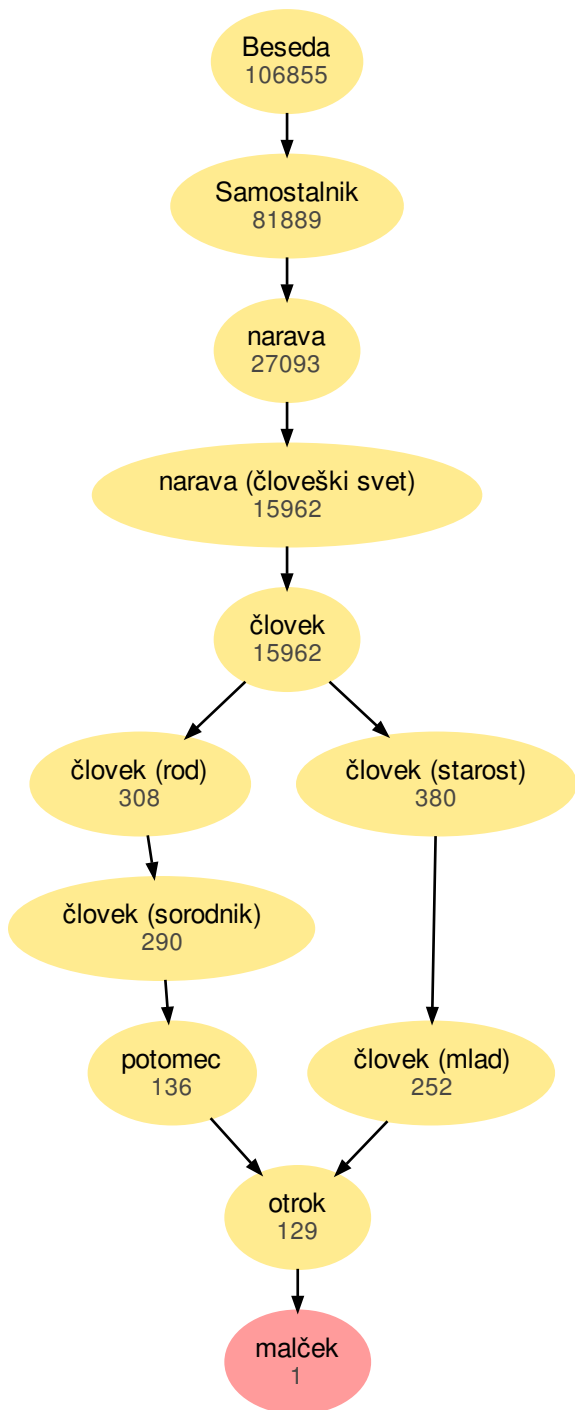 Beseda
106855
Samostalnik
81889
narava
27093
narava (človeški svet)
15962
človek
15962
človek (rod)
308
človek (starost)
380
človek (sorodnik)
290
potomec
136
človek (mlad)
252
otrok
129
malček
1